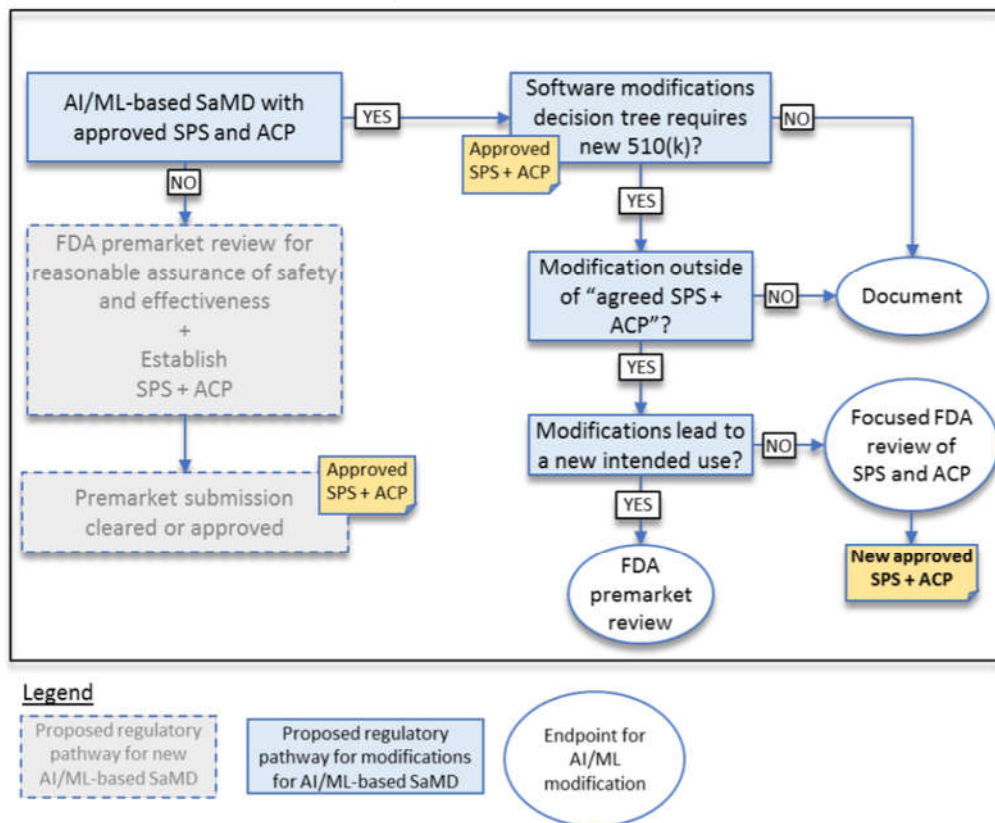 AI/ML-based SaMD with
approved SPS and ACP
YES
Software modifications
decision tree requires
new 510(k)?
NO
Approved
SPS + ACP
NO
YES
FDA premarket review for
reasonable assurance of safety
and effectiveness
+
Establish
SPS + ACP
Modification outside
of “agreed SPS +
ACP”?
NO
Document
YES
Modifications lead to
a new intended use?
NO
Focused FDA
review of
SPS and ACP
Premarket submission
cleared or approved
Approved
SPS + ACP
YES
FDA
premarket
review
New approved
SPS + ACP
Legend
Proposed regulatory
pathway for new
AI/ML-based SaMD
Proposed regulatory
pathway for modifications
for AI/ML-based SaMD
Endpoint for
AI/ML
modification